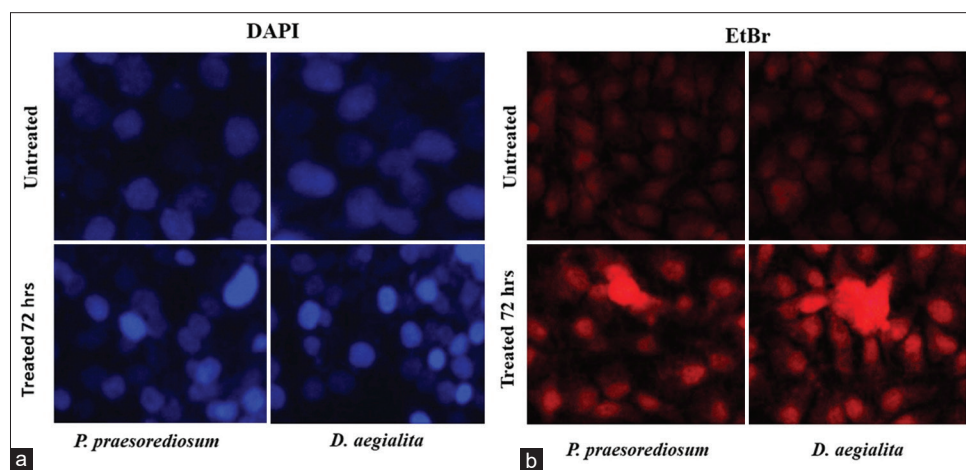 DAPI
EtBr
Untreated
Untreated
Treated 72 hrs
Treated 72 hrs
P. praesorediosum
D. aegialita
P. praesorediosum
D. aegialita
a
b